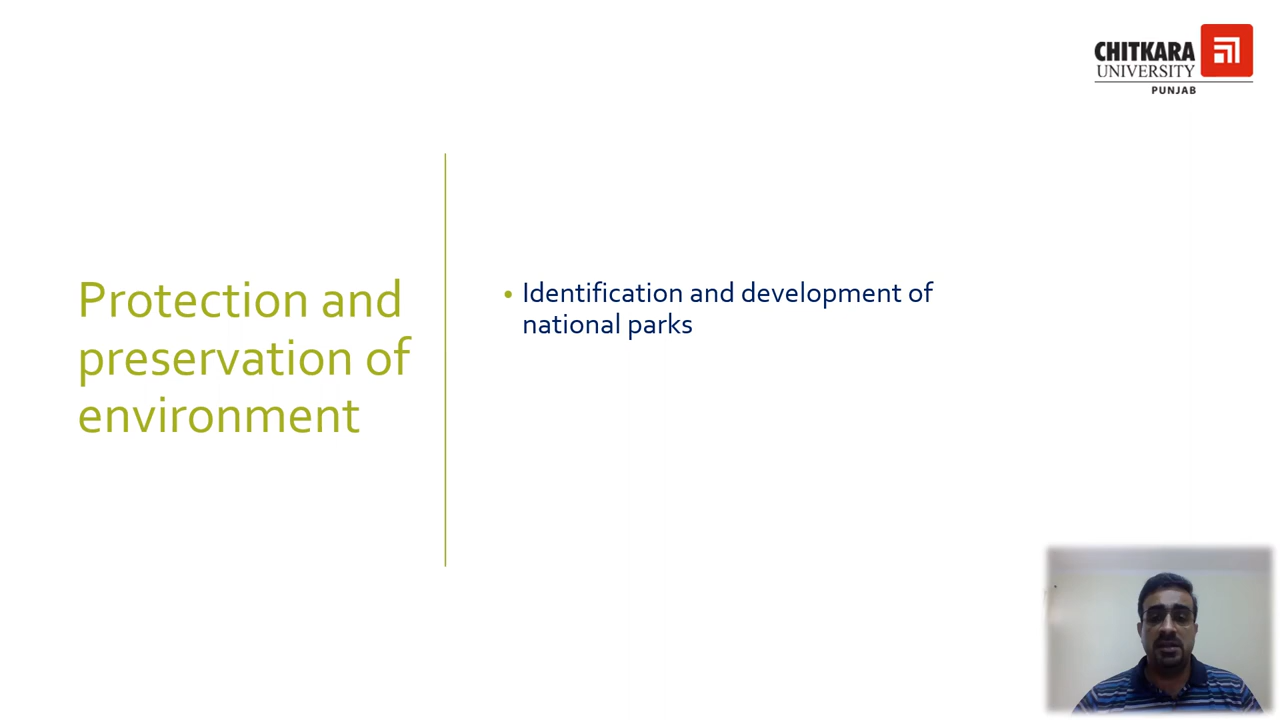 CHITKARA
UNIVERSITY
PUNJAB
Protection and
preservation of
environment
• Identification and development of
national parks